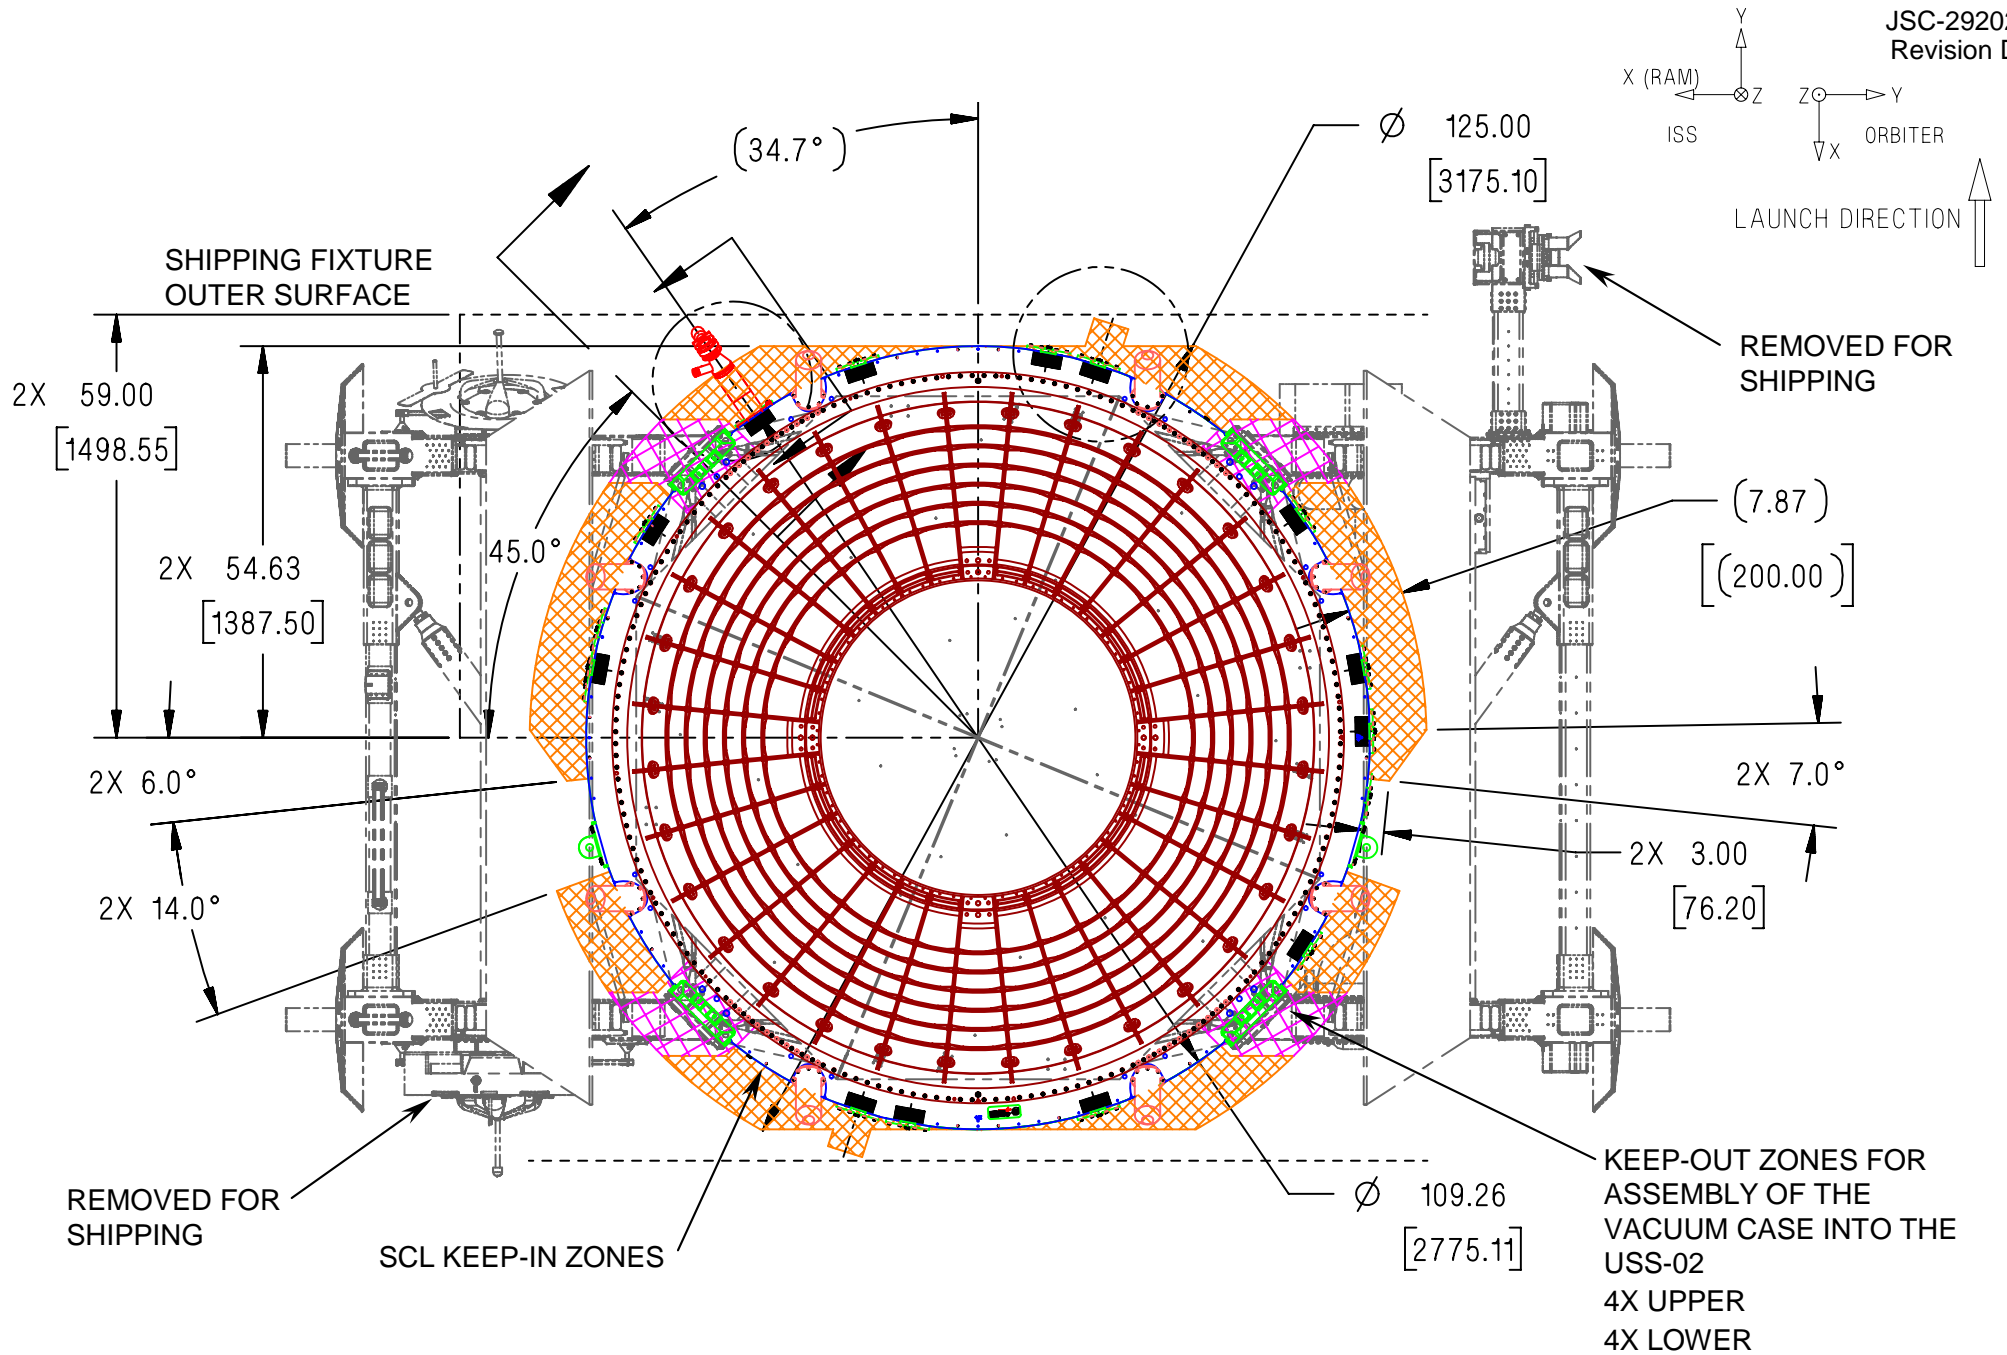 JSC-2920
Revision D
Y
X (RAM)
Z
Z
Y
ISS
X
ORBITER
LAUNCH DIRECTION
(34.7°)
Ø 125.00
[3175.10]
SHIPPING FIXTURE
OUTER SURFACE
REMOVED FOR
SHIPPING
2X 59.00
[1498.55]
2X 54.63
[1387.50]
45.0°
(7.87)
[(200.00)]
2X 6.0°
2X 7.0°
2X 14.0°
2X 3.00
[76.20]
REMOVED FOR
SHIPPING
SCL KEEP-IN ZONES
Ø 109.26
[2775.11]
KEEP-OUT ZONES FOR
ASSEMBLY OF THE
VACUUM CASE INTO THE
USS-02
4X UPPER
4X LOWER